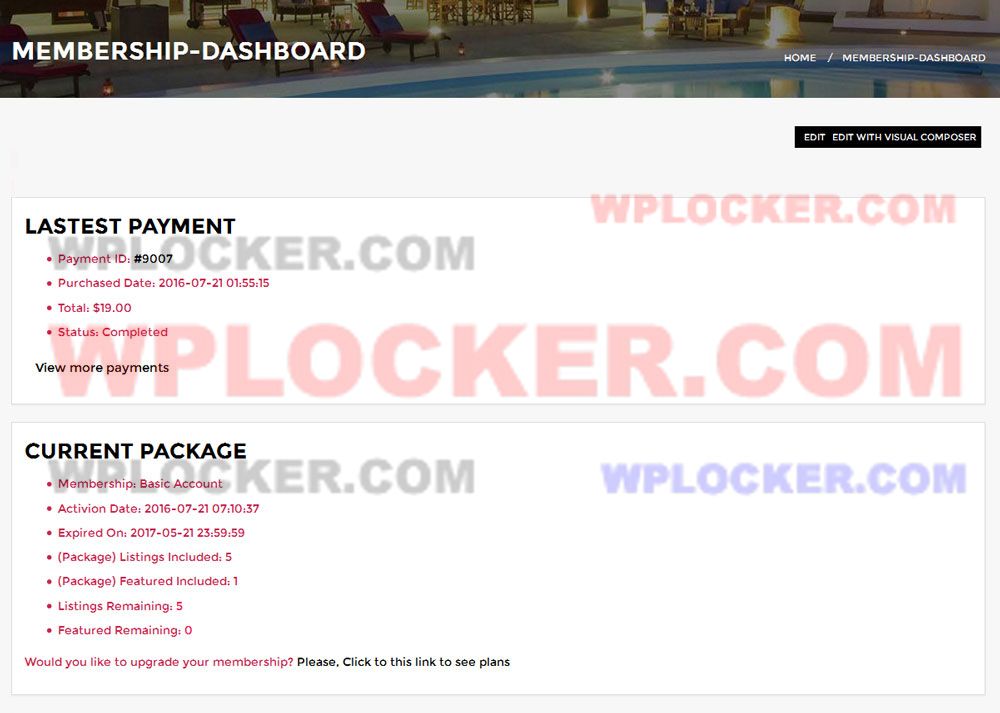 MEMBERSHIP-DASHBOARD
HOME / MEMBERSHIP-DASHBOARD
EDIT EDIT WITH VISUAL COMPOSER
WPLOCKER.COM
LASTEST PAYMENT
WPLOCKER.COM
Payment ID: #9007
Purchased Date: 2016-07-21 01:55:15
Total: $19.00
Status: Completed
WPLOCKER.COM
View more payments
CURRENT PACKAGE
WPLOCKER.COM
WPLOCKER.COM
Membership: Basic Account
Activion Date: 2016-07-21 07:10:37
Expired On: 2017-05-21 23:59:59
(Package) Listings Included: 5
(Package) Featured Included: 1
Listings Remaining: 5
Featured Remaining: 0
Would you like to upgrade your membership? Please, Click to this link to see plans